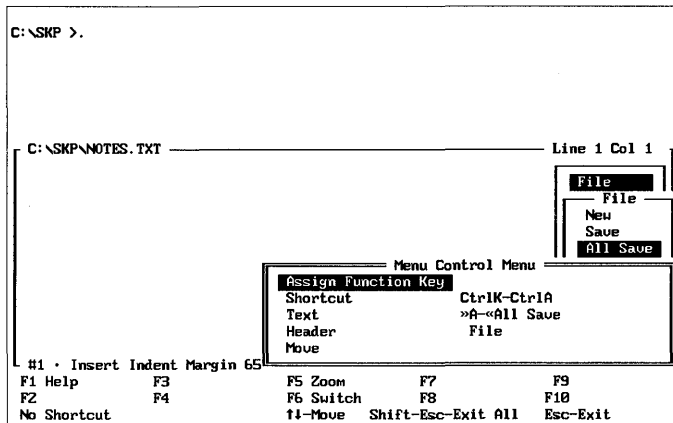 C:\SKP >.
C:\SKP\NOTES.TXT Line 1 Col 1
File
File
New
Save
All Save
Menu Control Menu
Assign Function Key
Shortcut CtrlK-CtrlA
Text »A-«All Save
Header File
Move
#1 · Insert Indent Margin 65
F1 Help F3 F5 Zoom F7 F9
F2 F4 F6 Switch F8 F10
No Shortcut ↑↓-Move Shift-Esc-Exit All Esc-Exit